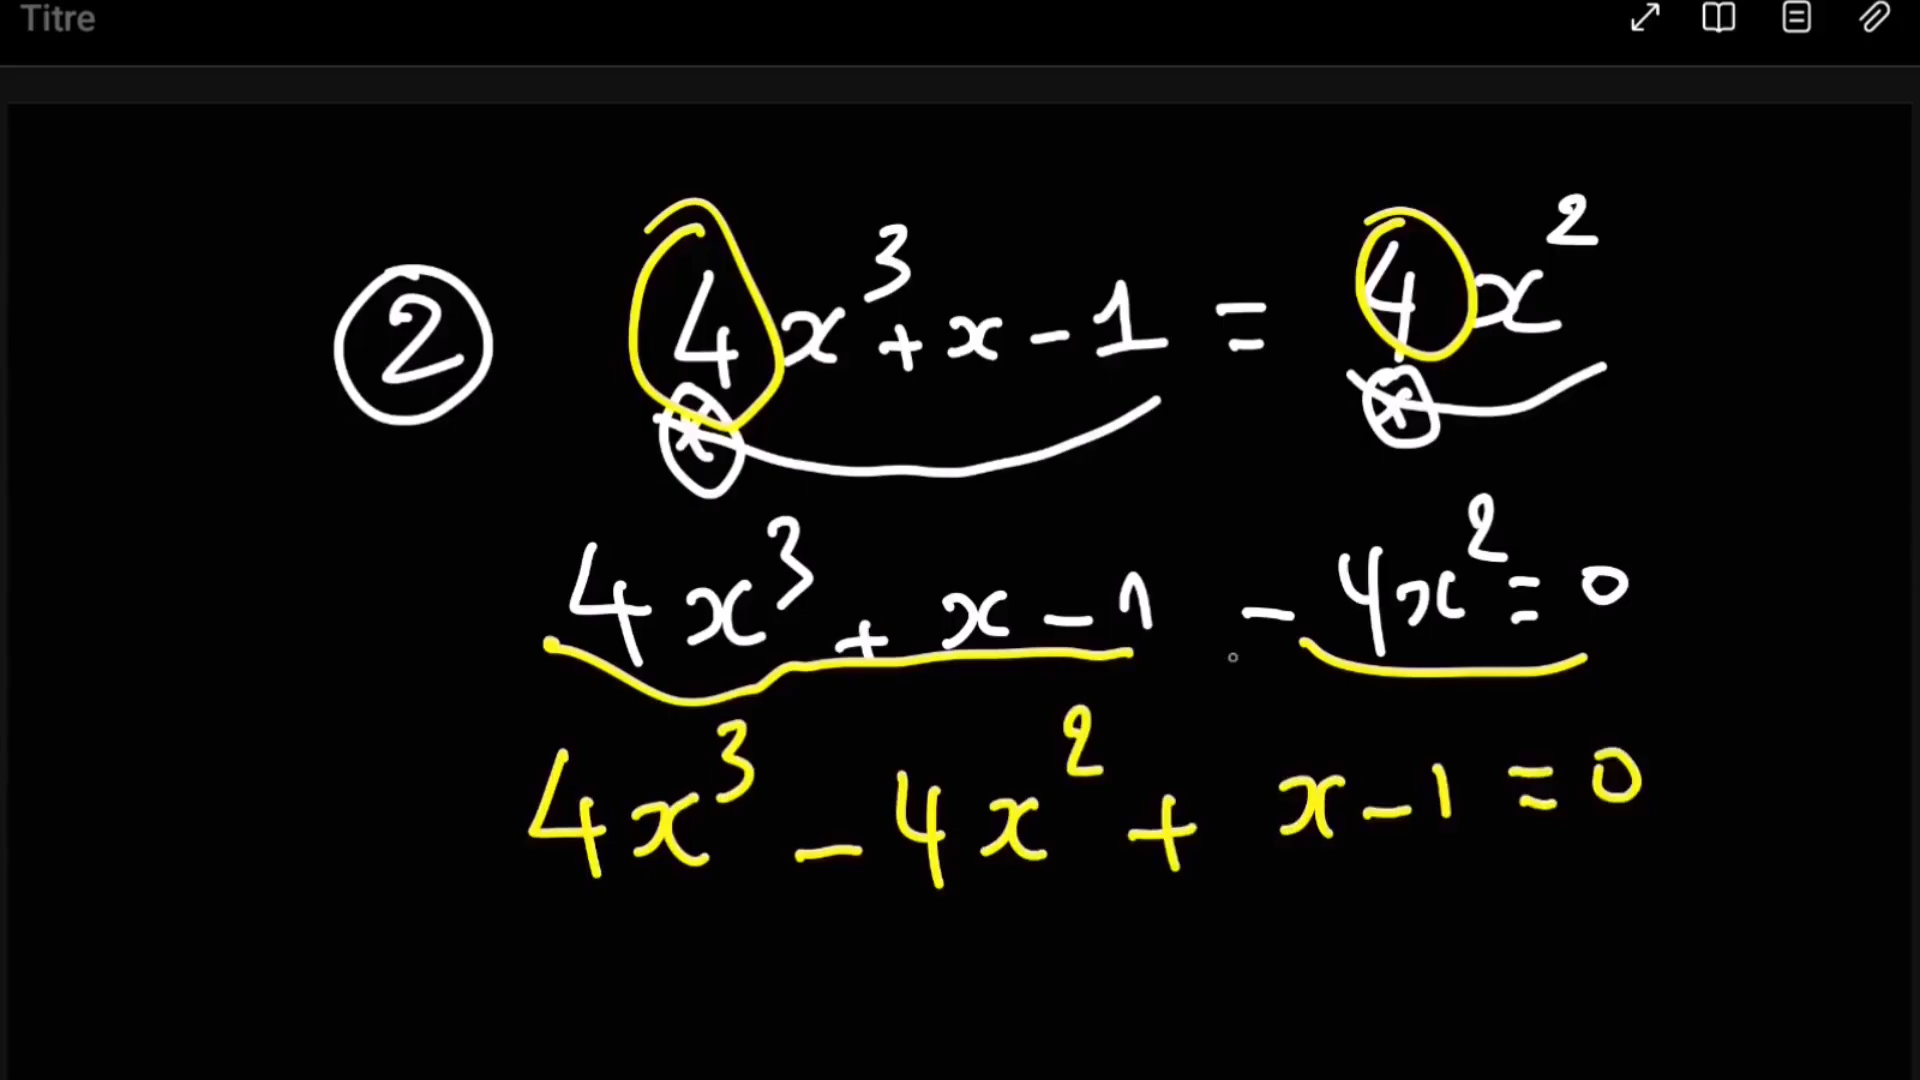 Titre
② 4x³ + x - 1 = 4x²
* *
4x³ + x - 1 - 4x² = 0
4x³ - 4x² + x - 1 = 0